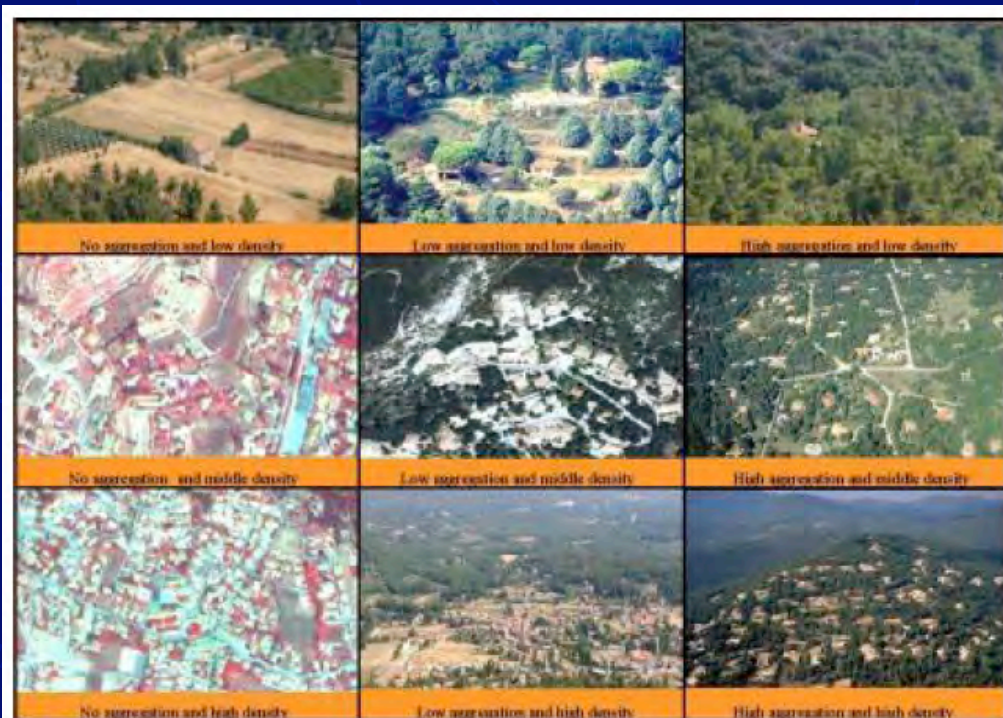 No aggregation and low density
Low aggregation and low density
High aggregation and low density
No aggregation and middle density
Low aggregation and middle density
High aggregation and middle density
No aggregation and high density
Low aggregation and high density
High aggregation and high density